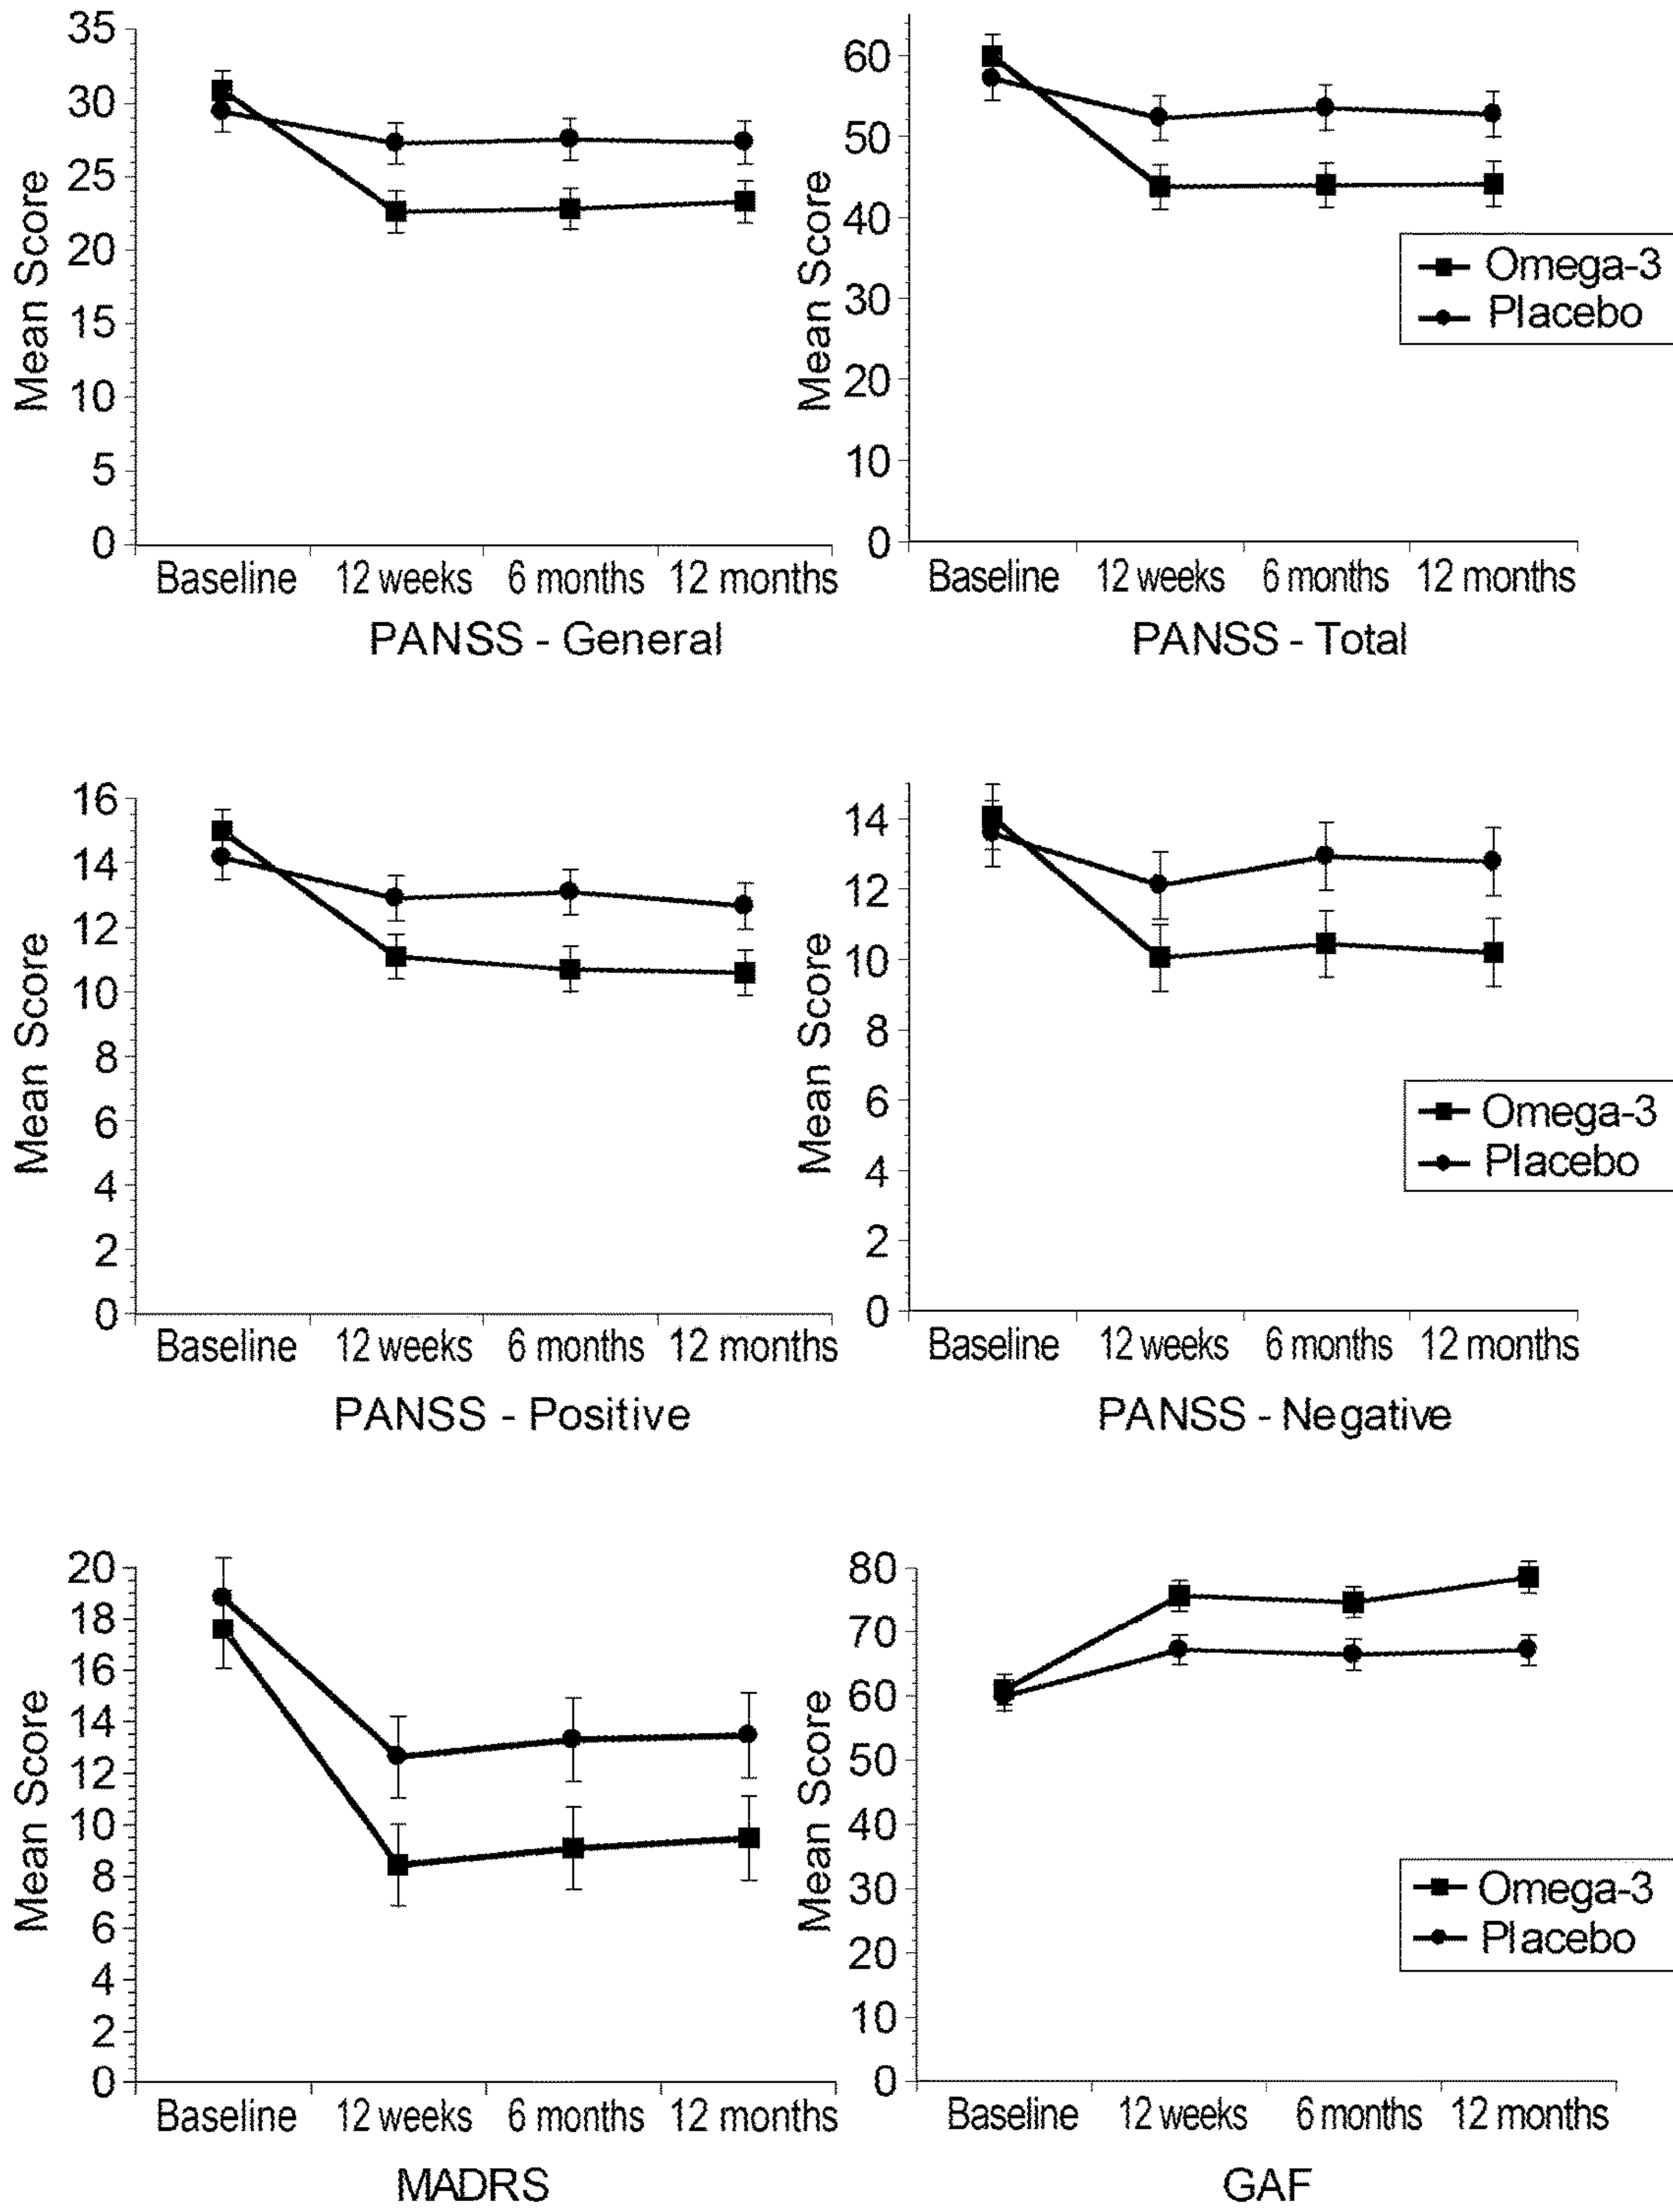 Mean Score
35
30
25
20
15
10
5
0
Baseline 12 weeks 6 months 12 months
PANSS - General
Mean Score
60
50
40
30
20
10
0
Baseline 12 weeks 6 months 12 months
PANSS - Total
Omega-3
Placebo
Mean Score
16
14
12
10
8
6
4
2
0
Baseline 12 weeks 6 months 12 months
PANSS - Positive
Mean Score
14
12
10
8
6
4
2
0
Baseline 12 weeks 6 months 12 months
PANSS - Negative
Omega-3
Placebo
Mean Score
20
18
16
14
12
10
8
6
4
2
0
Baseline 12 weeks 6 months 12 months
MADRS
Mean Score
80
70
60
50
40
30
20
10
0
Baseline 12 weeks 6 months 12 months
GAF
Omega-3
Placebo